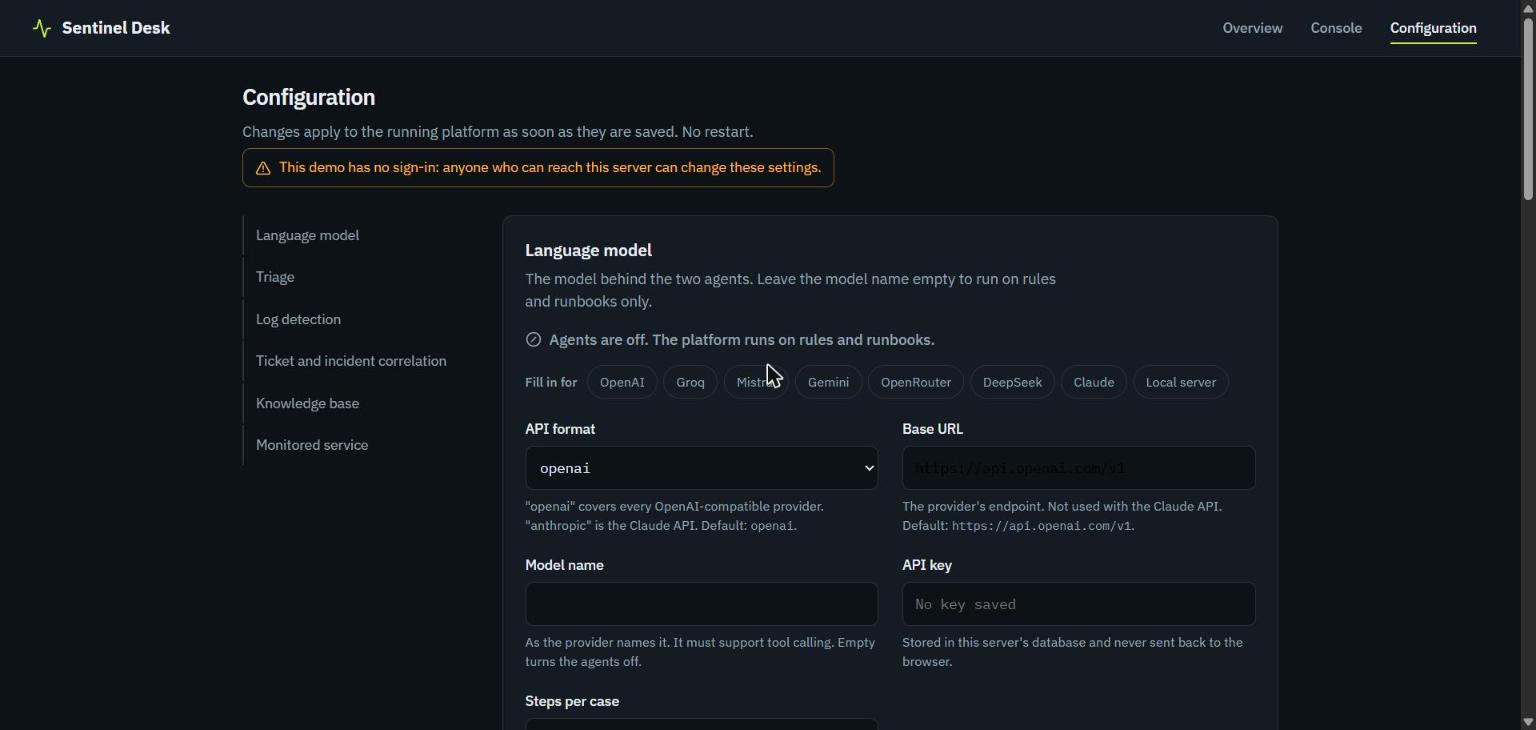 Sentinel Desk
Overview
Console
Configuration
Configuration
Changes apply to the running platform as soon as they are saved. No restart.
This demo has no sign-in: anyone who can reach this server can change these settings.
Language model
Triage
Log detection
Ticket and incident correlation
Knowledge base
Monitored service
Language model
The model behind the two agents. Leave the model name empty to run on rules
and runbooks only.
Agents are off. The platform runs on rules and runbooks.
Fill in for
OpenAI
Groq
Gemini
OpenRouter
DeepSeek
Claude
Local server
API format
openai
"openai" covers every OpenAI-compatible provider.
"anthropic" is the Claude API. Default: openai.
Base URL
https://api.openai.com/v1
The provider's endpoint. Not used with the Claude API.
Default: https://api.openai.com/v1.
Model name
As the provider names it. It must support tool calling. Empty
turns the agents off.
API key
No key saved
Stored in this server's database and never sent back to the
browser.
Steps per case